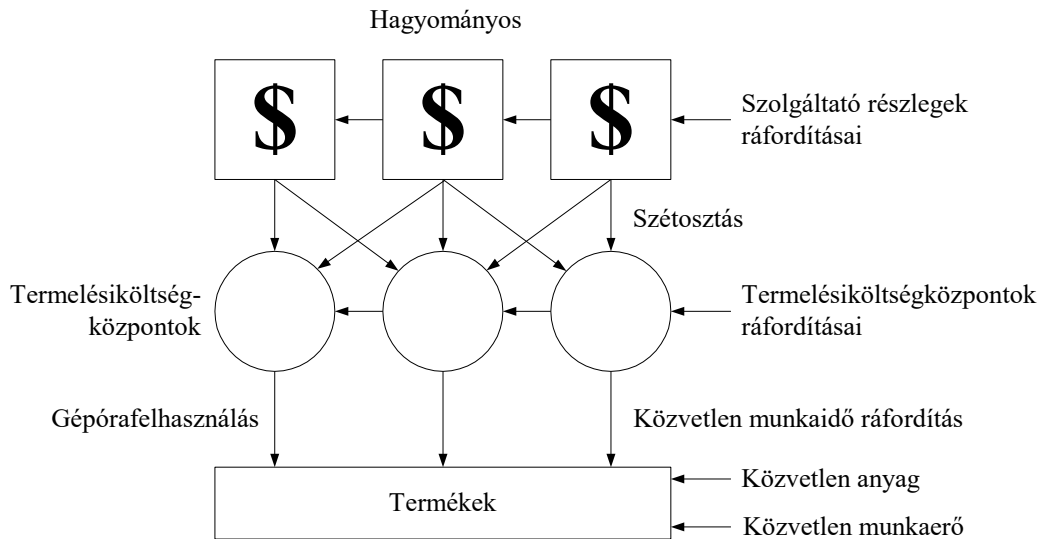 Hagyományos
$ $ $
Szolgáltató részlegek
ráfordításai
Szétosztás
Termelésiköltség-
központok
Termelésiköltségközpontok
ráfordításai
Gépórafelhasználás
Közvetlen munkaidő ráfordítás
Termékek
Közvetlen anyag
Közvetlen munkaerő